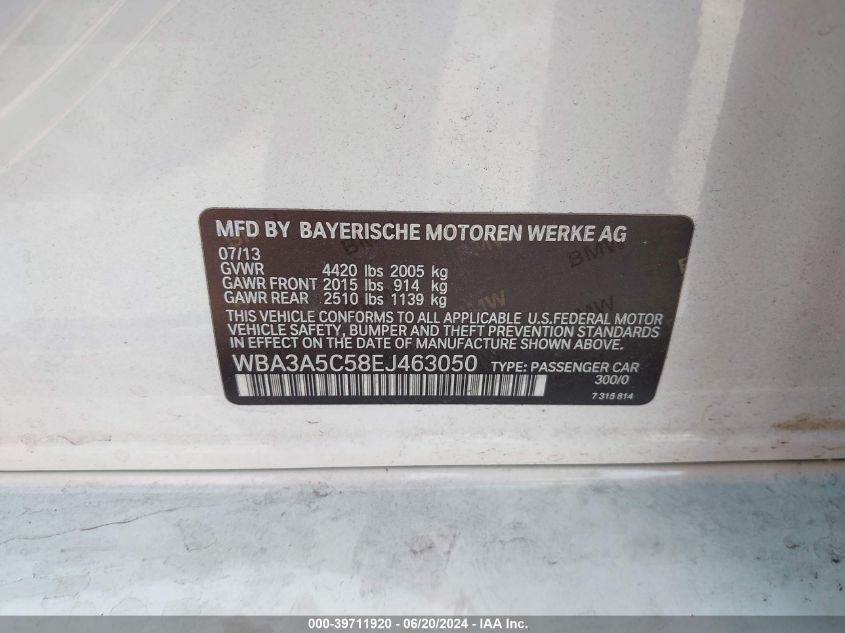 MFD BY BAYERISCHE MOTOREN WERKE AG
07/13
GVWR 4420 lbs 2005 kg
GAWR FRONT 2015 lbs 914 kg
GAWR REAR 2510 lbs 1139 kg
THIS VEHICLE CONFORMS TO ALL APPLICABLE U.S.FEDERAL MOTOR
VEHICLE SAFETY, BUMPER AND THEFT PREVENTION STANDARDS
IN EFFECT ON THE DATE OF MANUFACTURE SHOWN ABOVE.
WBA3A5C58EJ463050 TYPE: PASSENGER CAR
300/0
7 315 814
BMW
BMW
000-39711920 - 06/20/2024 - IAA Inc.